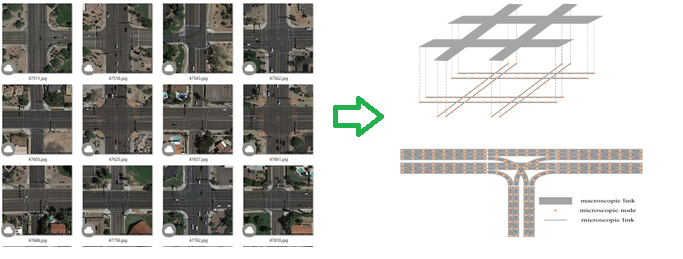 47511.jpg 47518.jpg 47543.jpg 47562.jpg
47603.jpg 47625.jpg 47657.jpg 47661.jpg
47688.jpg 47756.jpg 47762.jpg 47810.jpg
macroscopic link
microscopic node
microscopic link